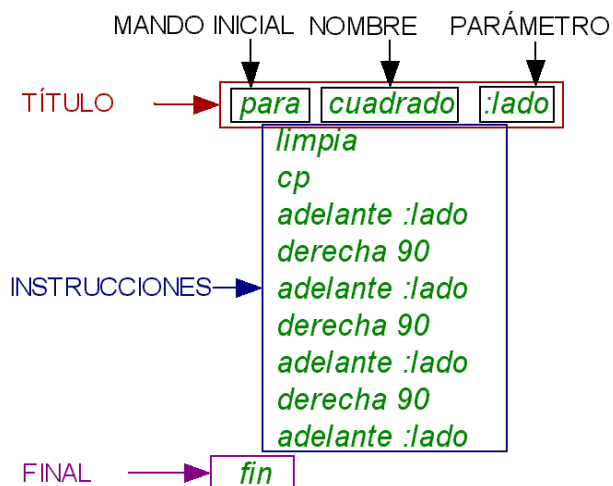 MANDO INICIAL NOMBRE PARÁMETRO
TÍTULO para cuadrado :lado
limpia
cp
adelante :lado
derecha 90
INSTRUCCIONES adelante :lado
derecha 90
adelante :lado
derecha 90
adelante :lado
FINAL fin